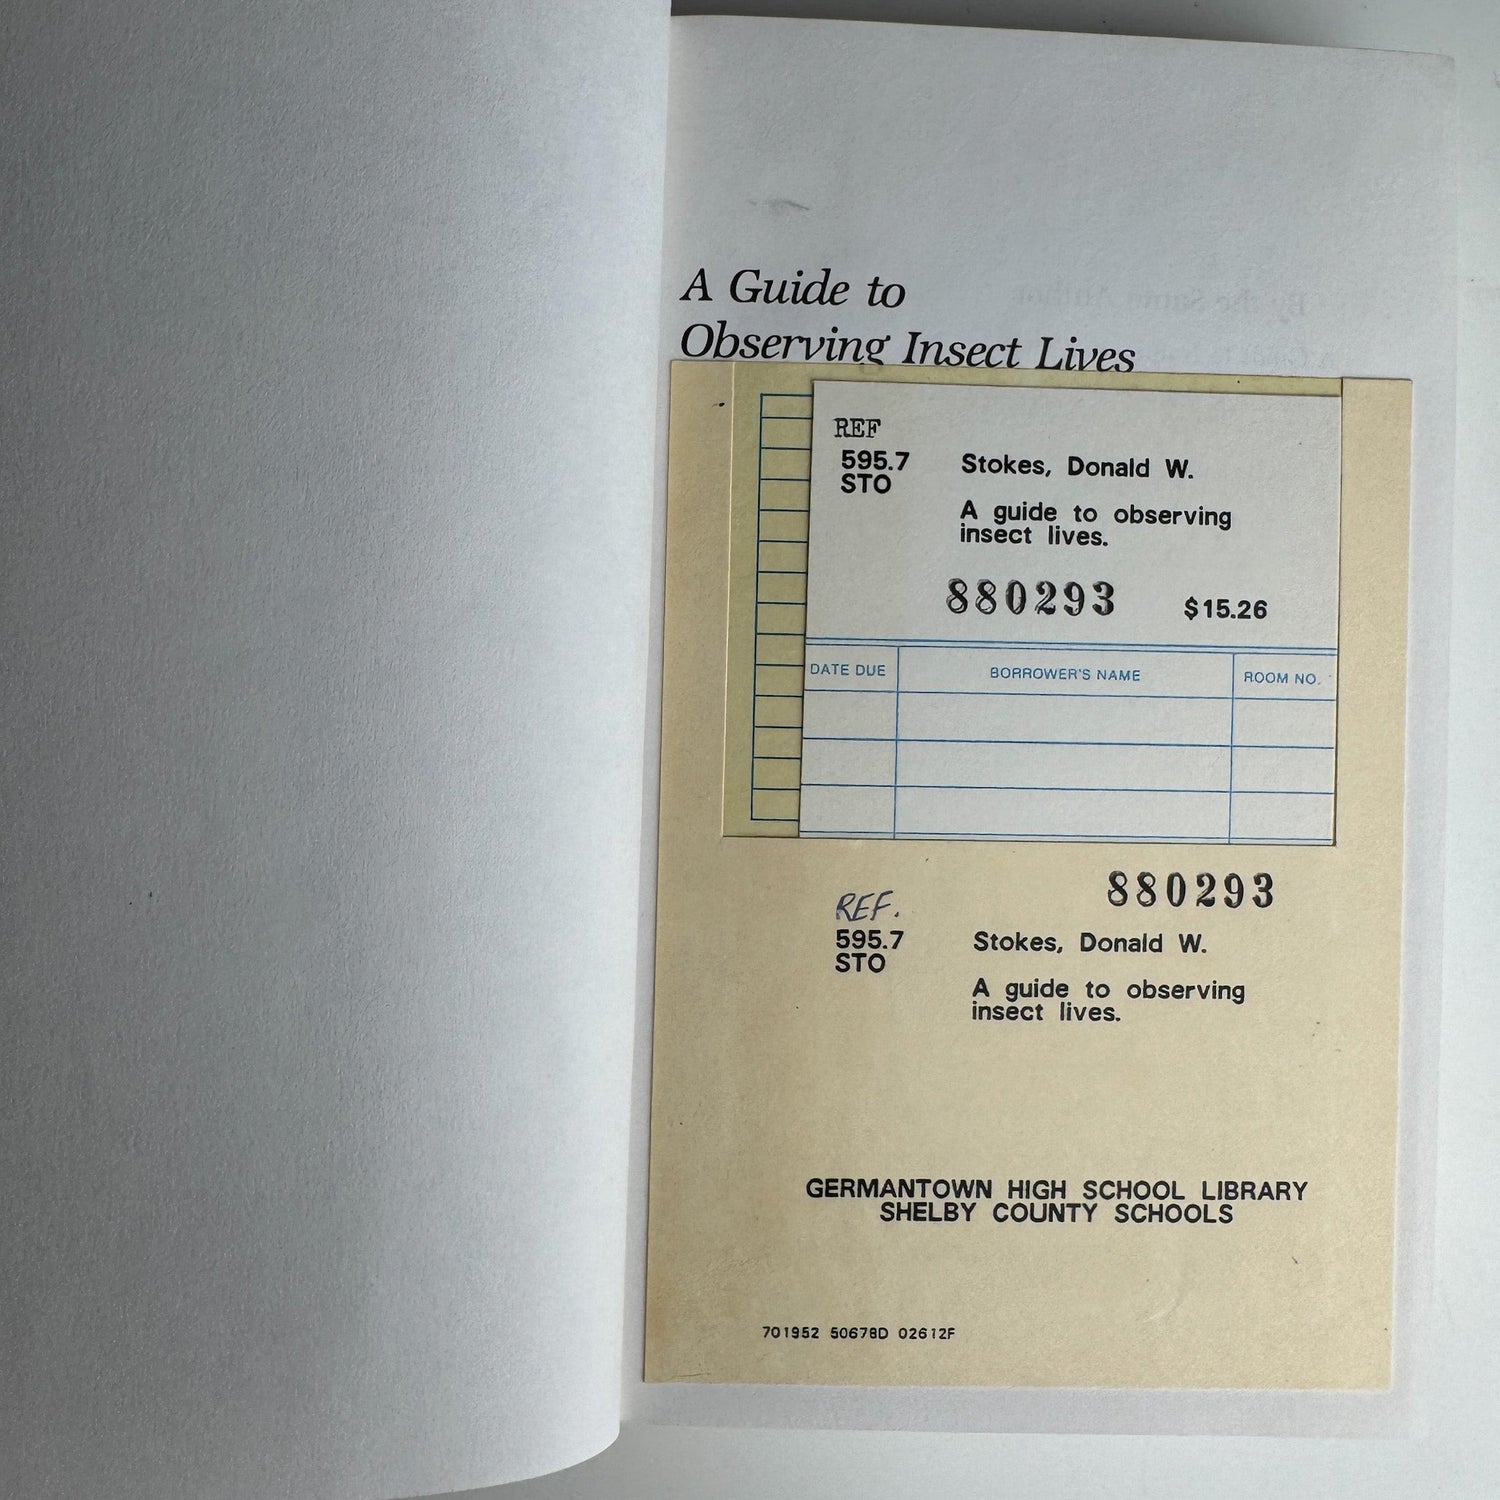 A Guide to
Observing Insect Lives
REF
595.7
STO
Stokes, Donald W.
A guide to observing
insect lives.
880293
$15.26
DATE DUE
BORROWER'S NAME
ROOM NO.
880293
REF.
595.7
STO
Stokes, Donald W.
A guide to observing
insect lives.
GERMANTOWN HIGH SCHOOL LIBRARY
SHELBY COUNTY SCHOOLS
701952 50678D 02612F